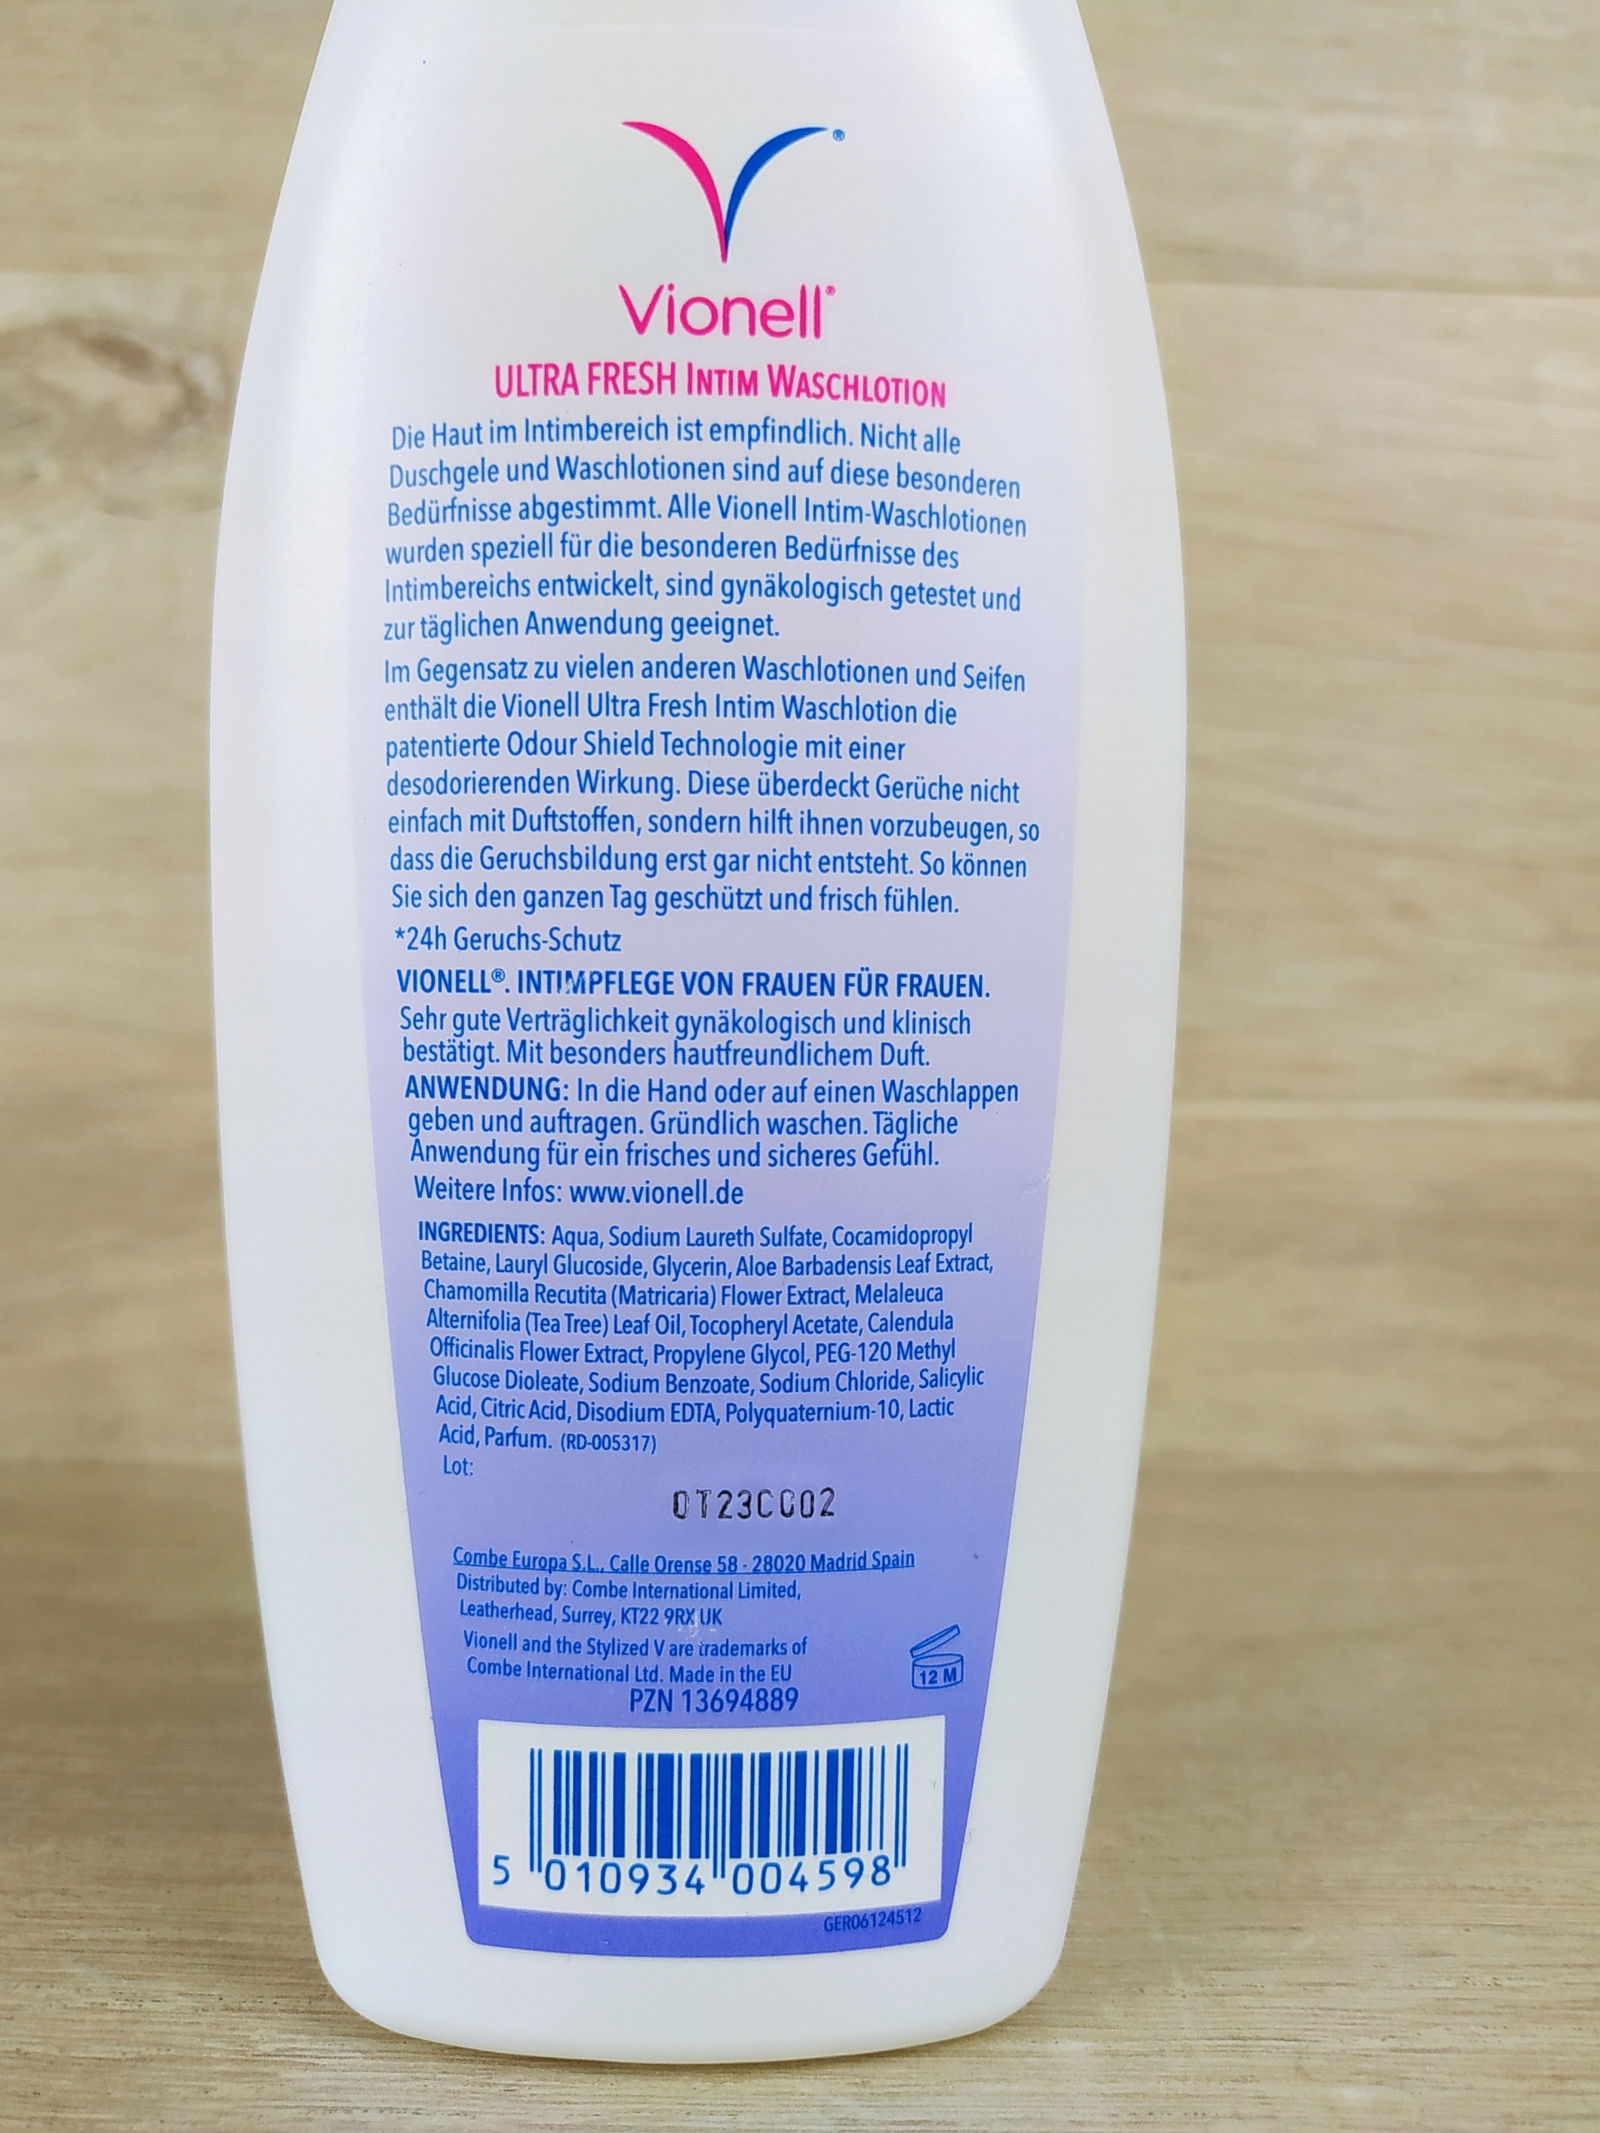 Vionell®
ULTRA FRESH INTIM WASCHLOTION
Die Haut im Intimbereich ist empfindlich. Nicht alle
Duschgele und Waschlotionen sind auf diese besonderen
Bedürfnisse abgestimmt. Alle Vionell Intim-Waschlotionen
wurden speziell für die besonderen Bedürfnisse des
Intimbereichs entwickelt, sind gynäkologisch getestet und
zur täglichen Anwendung geeignet.
Im Gegensatz zu vielen anderen Waschlotionen und Seifen
enthält die Vionell Ultra Fresh Intim Waschlotion die
patentierte Odour Shield Technologie mit einer
desodorierenden Wirkung. Diese überdeckt Gerüche nicht
einfach mit Duftstoffen, sondern hilft ihnen vorzubeugen, so
dass die Geruchsbildung erst gar nicht entsteht. So können
Sie sich den ganzen Tag geschützt und frisch fühlen.
*24h Geruchs-Schutz
VIONELL®. INTIMPFLEGE VON FRAUEN FÜR FRAUEN.
Sehr gute Verträglichkeit gynäkologisch und klinisch
bestätigt. Mit besonders hautfreundlichem Duft.
ANWENDUNG: In die Hand oder auf einen Waschlappen
geben und auftragen. Gründlich waschen. Tägliche
Anwendung für ein frisches und sicheres Gefühl.
Weitere Infos: www.vionell.de
INGREDIENTS: Aqua, Sodium Laureth Sulfate, Cocamidopropyl
Betaine, Lauryl Glucoside, Glycerin, Aloe Barbadensis Leaf Extract,
Chamomilla Recutita (Matricaria) Flower Extract, Melaleuca
Alternifolia (Tea Tree) Leaf Oil, Tocopheryl Acetate, Calendula
Officinalis Flower Extract, Propylene Glycol, PEG-120 Methyl
Glucose Dioleate, Sodium Benzoate, Sodium Chloride, Salicylic
Acid, Citric Acid, Disodium EDTA, Polyquaternium-10, Lactic
Acid, Parfum. (RD-005317)
Lot:
0T23C002
Combe Europa S.L., Calle Orense 58 - 28020 Madrid Spain
Distributed by: Combe International Limited,
Leatherhead, Surrey, KT22 9RX UK
Vionell and the Stylized V are trademarks of
Combe International Ltd. Made in the EU
12 M
PZN 13694889
5 010934 004598
GER06124512